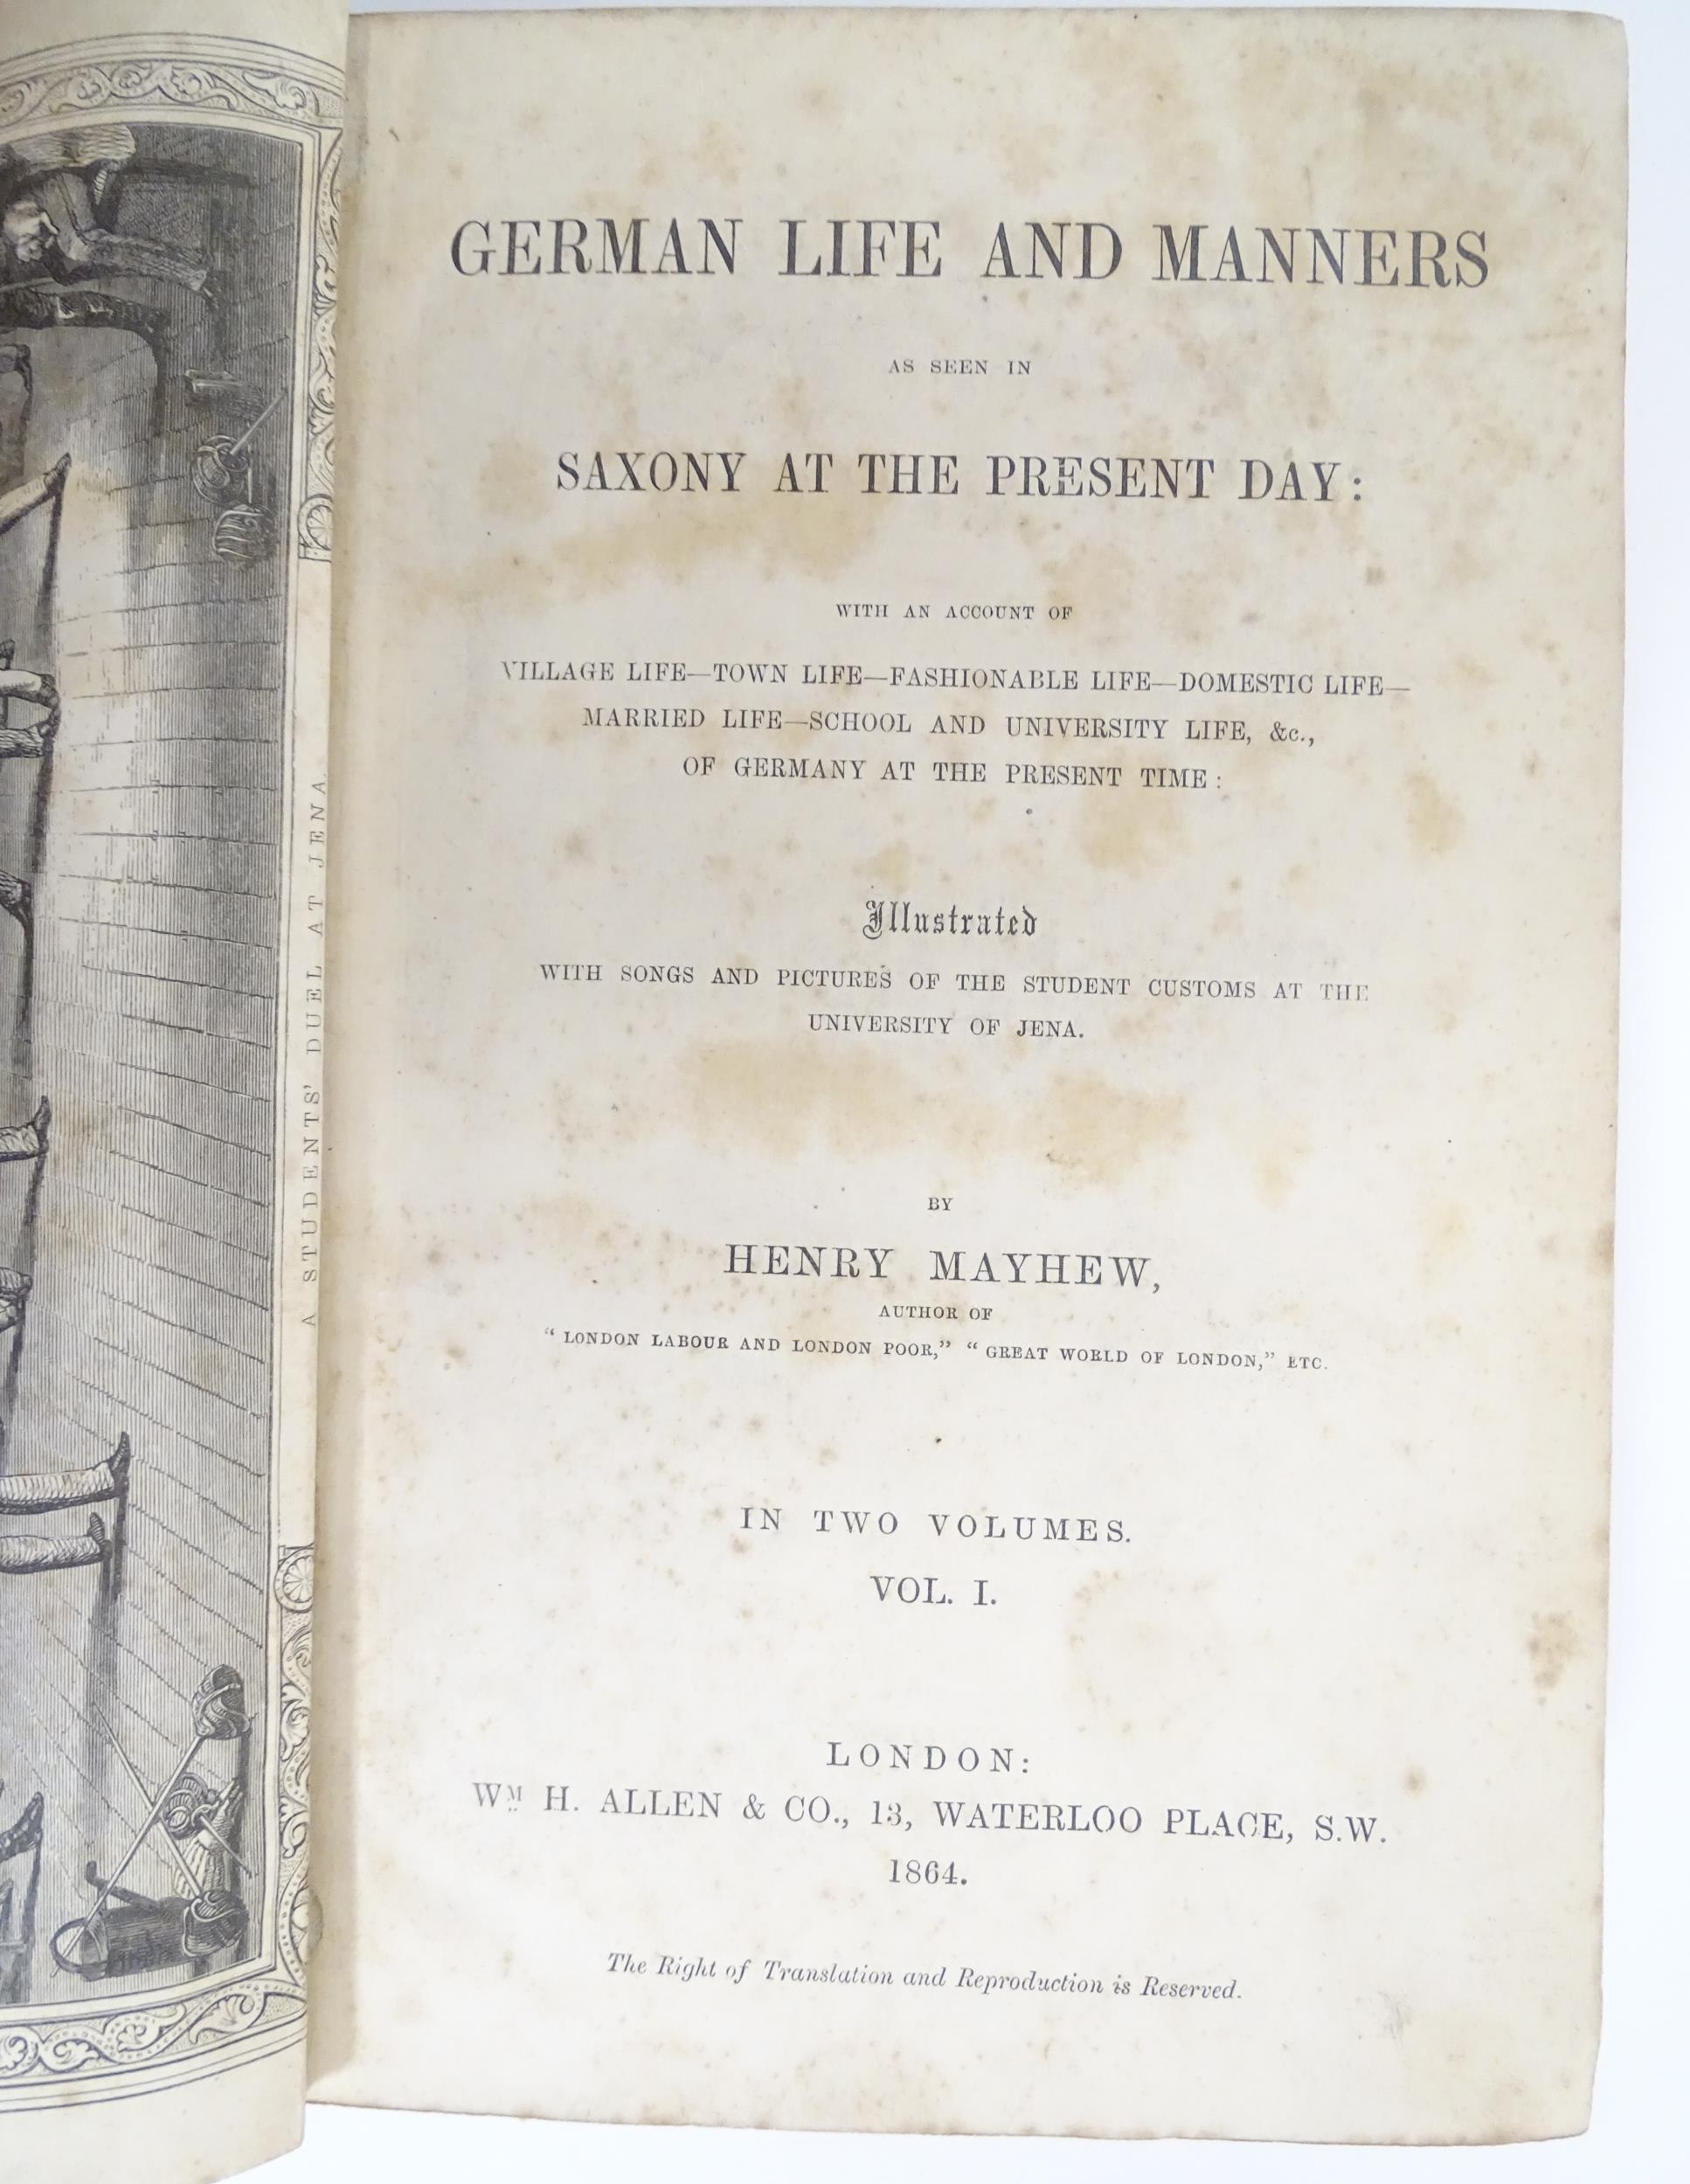 A STUDENTS' DUEL AT JENA.
GERMAN LIFE AND MANNERS
AS SEEN IN
SAXONY AT THE PRESENT DAY:
WITH AN ACCOUNT OF
VILLAGE LIFE—TOWN LIFE—FASHIONABLE LIFE—DOMESTIC LIFE—
MARRIED LIFE—SCHOOL AND UNIVERSITY LIFE, &c.,
OF GERMANY AT THE PRESENT TIME:
Illustrated
WITH SONGS AND PICTURES OF THE STUDENT CUSTOMS AT THE
UNIVERSITY OF JENA.
BY
HENRY MAYHEW,
AUTHOR OF
"LONDON LABOUR AND LONDON POOR," "GREAT WORLD OF LONDON," ETC.
IN TWO VOLUMES.
VOL. I.
LONDON:
WM H. ALLEN & CO., 13, WATERLOO PLACE, S.W.
1864.
The Right of Translation and Reproduction is Reserved.